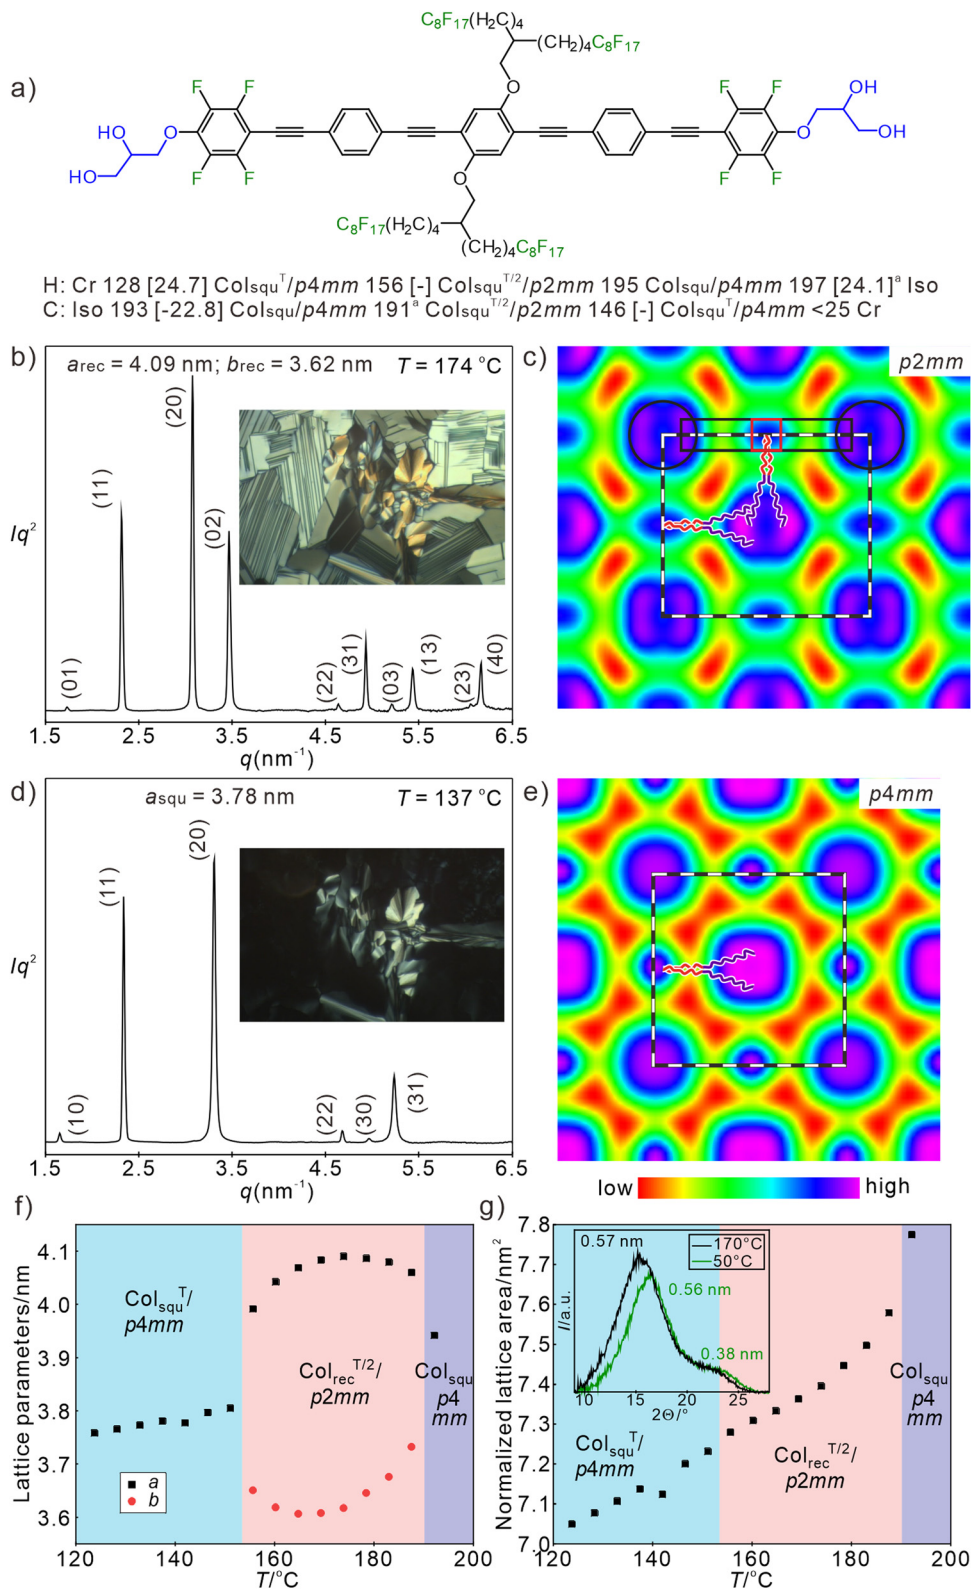 a)
C8F17(H2C)4
(CH2)4C8F17
O
F F F F
OH
HO O O OH
HO
F F F F
O
C8F17(H2C)4
(CH2)4C8F17
H: Cr 128 [24.7] ColsquT/p4mm 156 [-] ColsquT/2/p2mm 195 Colsqu/p4mm 197 [24.1]a Iso
C: Iso 193 [-22.8] Colsqu/p4mm 191a ColsquT/2/p2mm 146 [-] ColsquT/p4mm <25 Cr
b)
arec = 4.09 nm; brec = 3.62 nm T = 174 °C
(01)
(11)
(20)
(02)
(22)
(31)
(03)
(13)
(23)
(40)
Iq2
1.5 2.5 3.5 4.5 5.5 6.5
q(nm-1)
c)
p2mm
d)
asqu = 3.78 nm T = 137 °C
(10)
(11)
(20)
(22)
(30)
(31)
Iq2
1.5 2.5 3.5 4.5 5.5 6.5
q(nm-1)
e)
p4mm
low high
f)
Lattice parameters/nm
4.1
4.0
3.9
3.8
3.7
3.6
ColsquT/
p4mm
ColrecT/2/
p2mm
Colsqu
p4
mm
a
b
120 140 160 180 200
T/°C
g)
Normalized lattice area/nm2
7.8
7.7
7.6
7.5
7.4
7.3
7.2
7.1
7.0
0.57 nm
170°C
50°C
0.56 nm
0.38 nm
I/a.u.
10 15 20 25
2Θ/°
ColsquT/
p4mm
ColrecT/2/
p2mm
Colsqu
p4
mm
120 140 160 180 200
T/°C